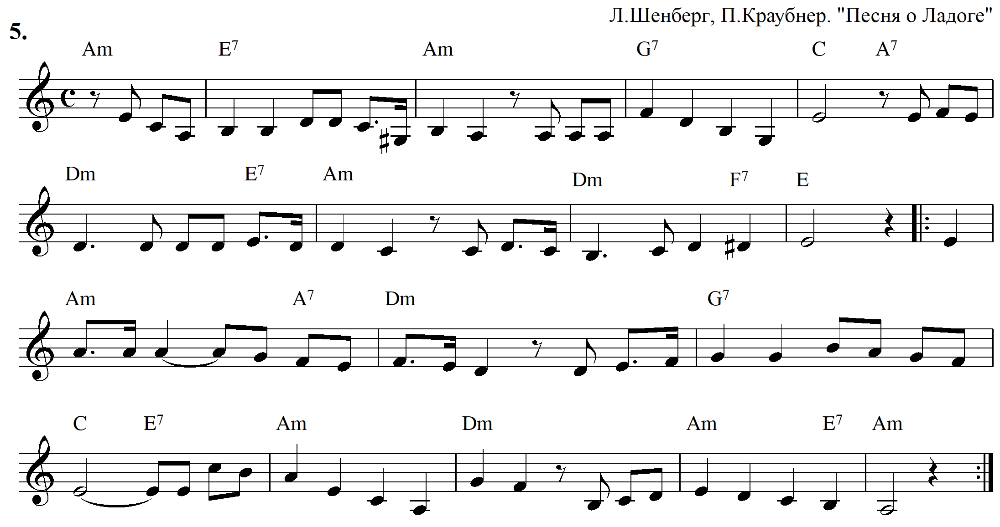 Л.Шенберг, П.Краубнер. "Песня о Ладоге"
5.
Am E7 Am G7 C A7
Dm E7 Am Dm F7 E
Am A7 Dm G7
C E7 Am Dm Am E7 Am